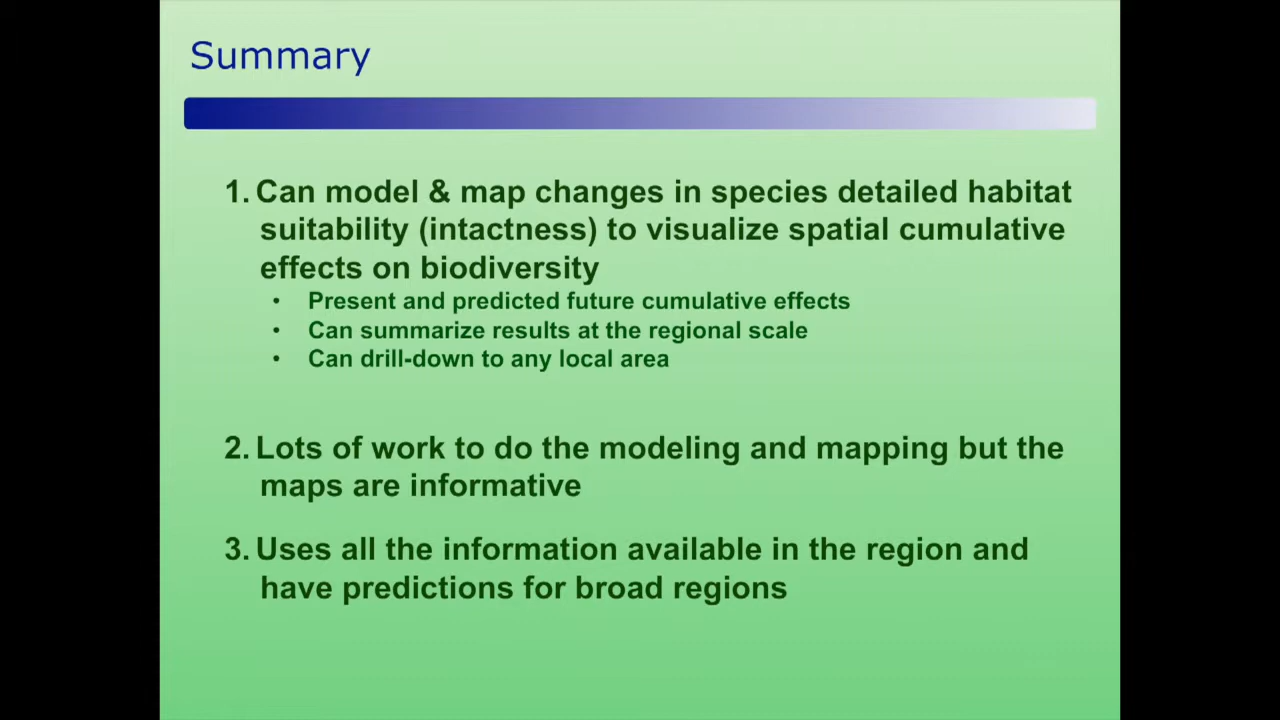 Summary
1. Can model & map changes in species detailed habitat
suitability (intactness) to visualize spatial cumulative
effects on biodiversity
• Present and predicted future cumulative effects
• Can summarize results at the regional scale
• Can drill-down to any local area
2. Lots of work to do the modeling and mapping but the
maps are informative
3. Uses all the information available in the region and
have predictions for broad regions